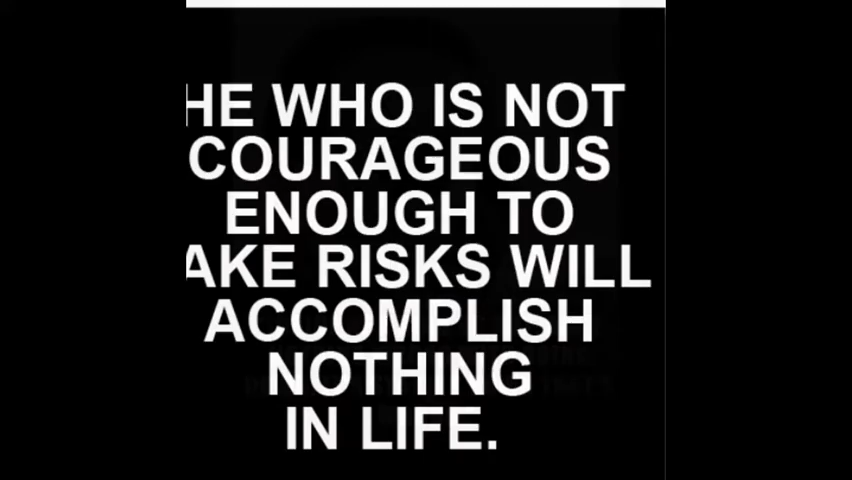 HE WHO IS NOT
COURAGEOUS
ENOUGH TO
AKE RISKS WILL
ACCOMPLISH
NOTHING
IN LIFE.